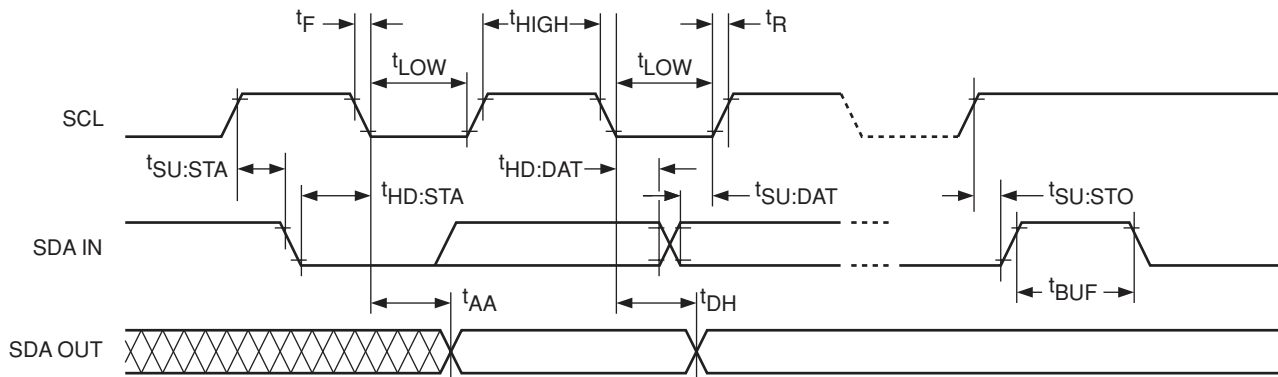 tF
tHIGH
tR
tLOW
tLOW
SCL
tSU:STA
tHD:STA
tHD:DAT
tSU:DAT
tSU:STO
SDA IN
tBUF
tAA
tDH
SDA OUT